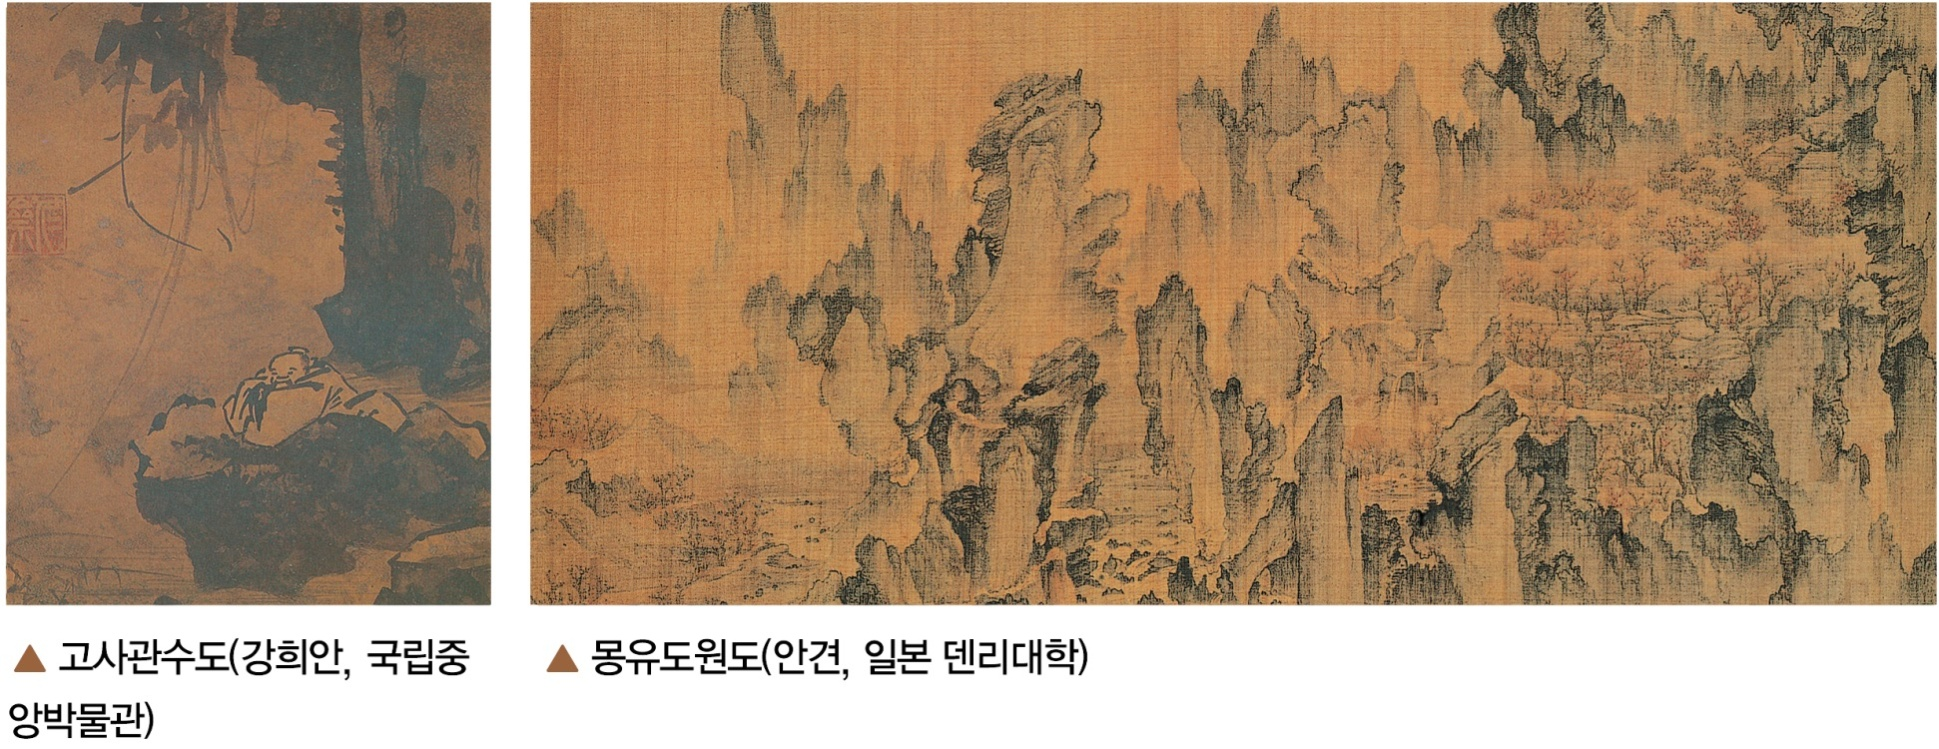 ▲ 고사관수도(강희안, 국립중
앙박물관)
▲ 몽유도원도(안견, 일본 덴리대학)